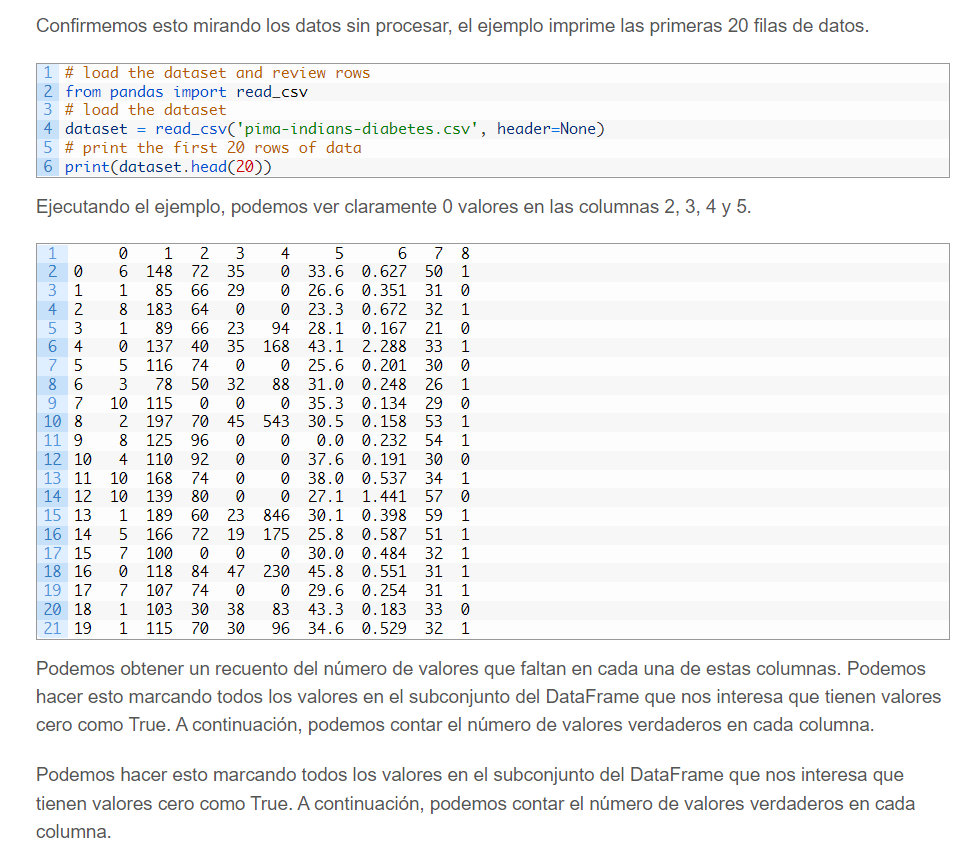 Confirmemos esto mirando los datos sin procesar, el ejemplo imprime las primeras 20 filas de datos.
1 # load the dataset and review rows
2 from pandas import read_csv
3 # load the dataset
4 dataset = read_csv('pima-indians-diabetes.csv', header=None)
5 # print the first 20 rows of data
6 print(dataset.head(20))
Ejecutando el ejemplo, podemos ver claramente 0 valores en las columnas 2, 3, 4 y 5.
1      0    1   2   3    4     5      6   7  8
2 0    6  148  72  35    0  33.6  0.627  50  1
3 1    1   85  66  29    0  26.6  0.351  31  0
4 2    8  183  64   0    0  23.3  0.672  32  1
5 3    1   89  66  23   94  28.1  0.167  21  0
6 4    0  137  40  35  168  43.1  2.288  33  1
7 5    5  116  74   0    0  25.6  0.201  30  0
8 6    3   78  50  32   88  31.0  0.248  26  1
9 7   10  115   0   0    0  35.3  0.134  29  0
10 8    2  197  70  45  543  30.5  0.158  53  1
11 9    8  125  96   0    0   0.0  0.232  54  1
12 10   4  110  92   0    0  37.6  0.191  30  0
13 11  10  168  74   0    0  38.0  0.537  34  1
14 12  10  139  80   0    0  27.1  1.441  57  0
15 13   1  189  60  23  846  30.1  0.398  59  1
16 14   5  166  72  19  175  25.8  0.587  51  1
17 15   7  100   0   0    0  30.0  0.484  32  1
18 16   0  118  84  47  230  45.8  0.551  31  1
19 17   7  107  74   0    0  29.6  0.254  31  1
20 18   1  103  30  38   83  43.3  0.183  33  0
21 19   1  115  70  30   96  34.6  0.529  32  1
Podemos obtener un recuento del número de valores que faltan en cada una de estas columnas. Podemos
hacer esto marcando todos los valores en el subconjunto del DataFrame que nos interesa que tienen valores
cero como True. A continuación, podemos contar el número de valores verdaderos en cada columna.
Podemos hacer esto marcando todos los valores en el subconjunto del DataFrame que nos interesa que
tienen valores cero como True. A continuación, podemos contar el número de valores verdaderos en cada
columna.